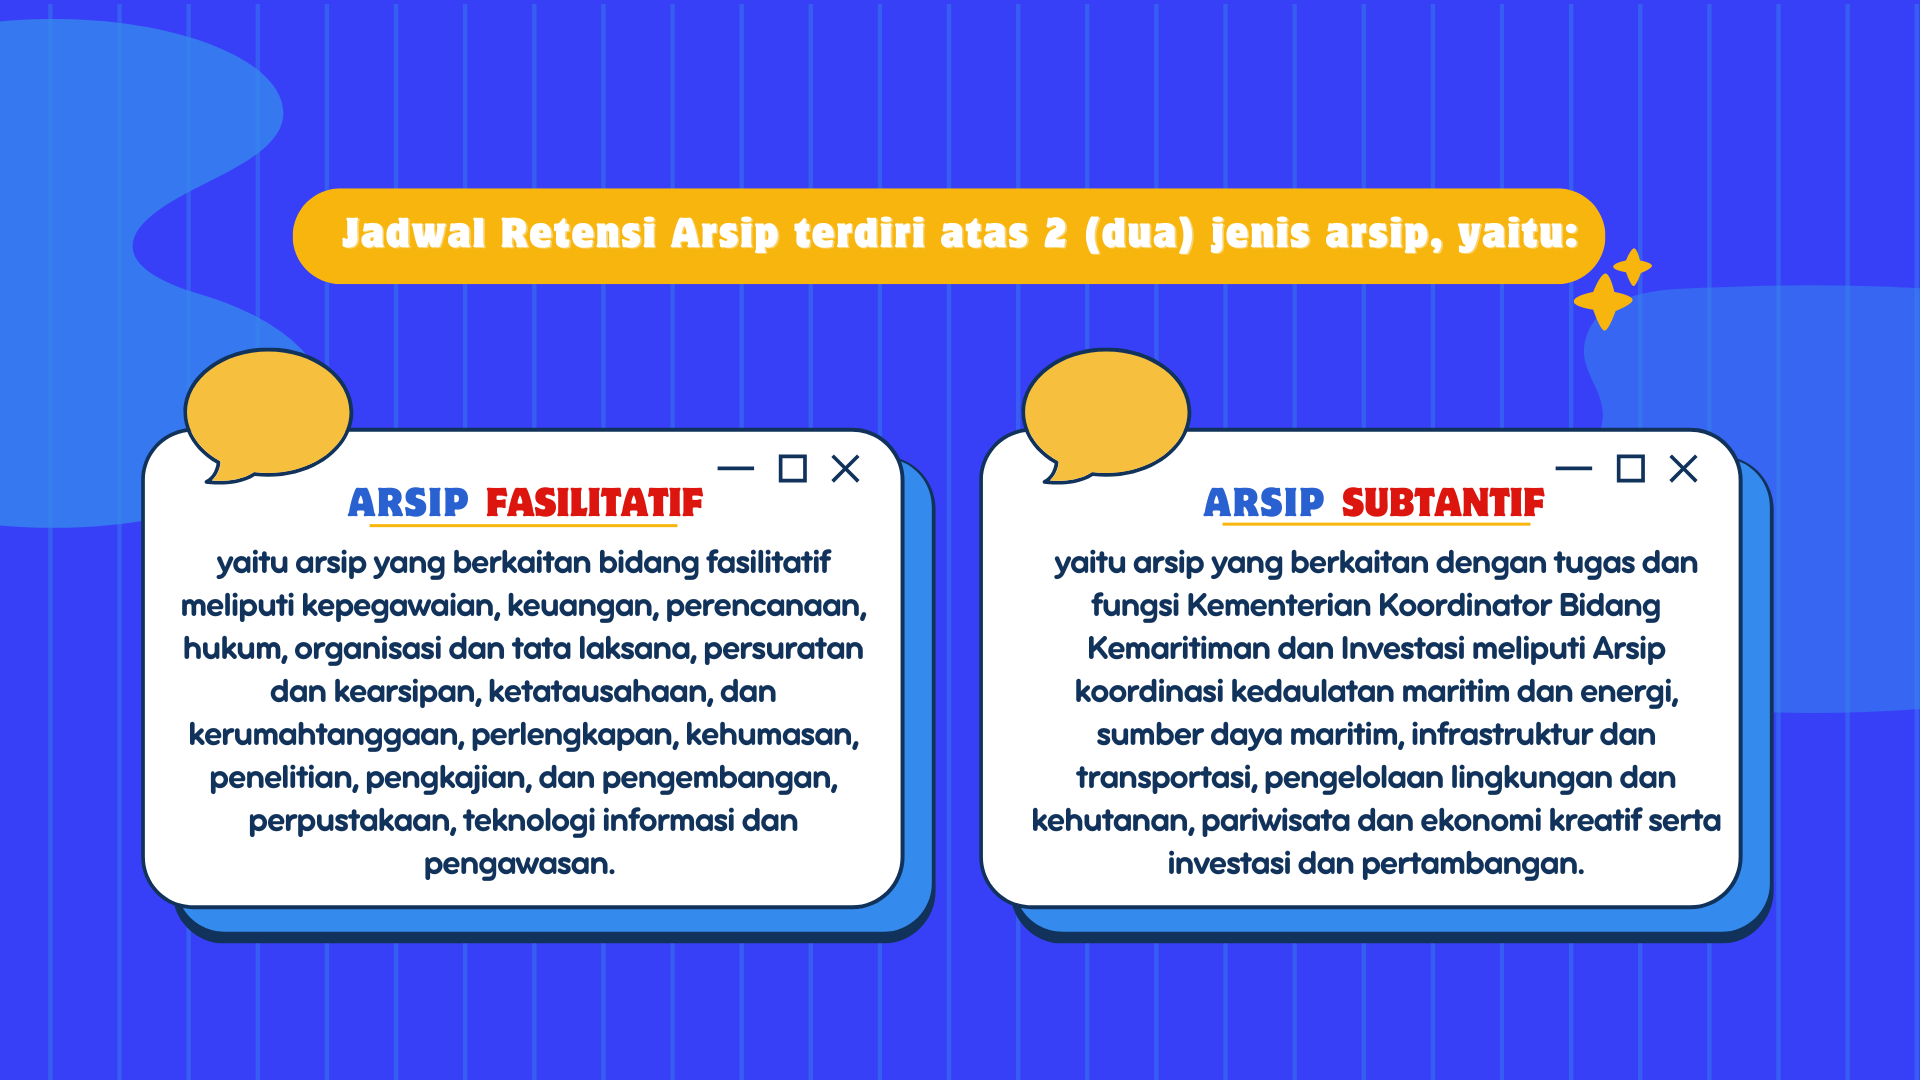 Jadwal Retensi Arsip terdiri atas 2 (dua) jenis arsip, yaitu:
ARSIP FASILITATIF
yaitu arsip yang berkaitan bidang fasilitatif
meliputi kepegawaian, keuangan, perencanaan,
hukum, organisasi dan tata laksana, persuratan
dan kearsipan, ketatausahaan, dan
kerumahtanggaan, perlengkapan, kehumasan,
penelitian, pengkajian, dan pengembangan,
perpustakaan, teknologi informasi dan
pengawasan.
ARSIP SUBTANTIF
yaitu arsip yang berkaitan dengan tugas dan
fungsi Kementerian Koordinator Bidang
Kemaritiman dan Investasi meliputi Arsip
koordinasi kedaulatan maritim dan energi,
sumber daya maritim, infrastruktur dan
transportasi, pengelolaan lingkungan dan
kehutanan, pariwisata dan ekonomi kreatif serta
investasi dan pertambangan.